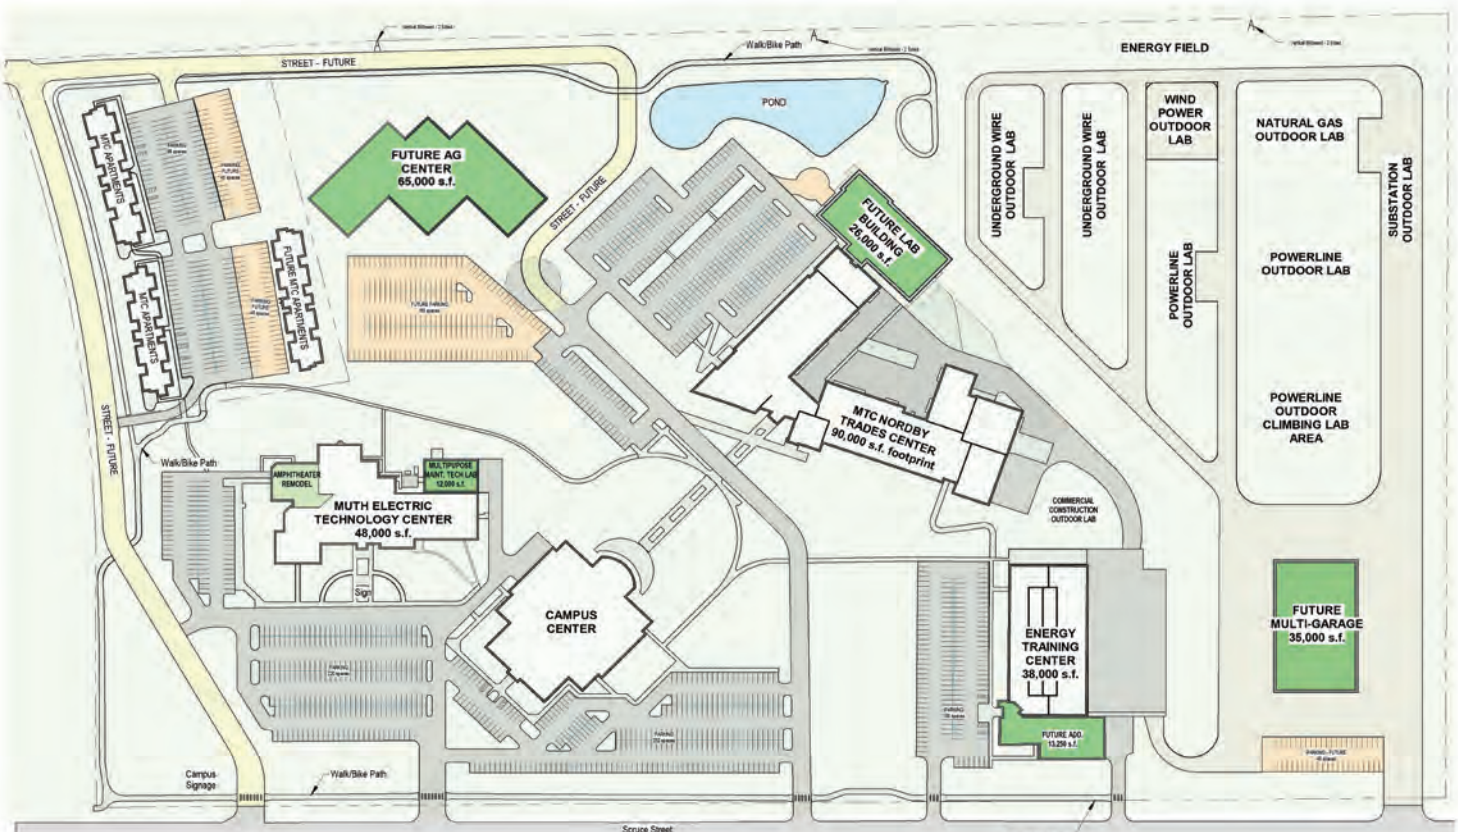 ENERGY FIELD
Walk/Bike Path
STREET - FUTURE
POND
WIND
POWER
OUTDOOR
LAB
NATURAL GAS
OUTDOOR LAB
UNDERGROUND WIRE
OUTDOOR LAB
UNDERGROUND WIRE
OUTDOOR LAB
SUBSTATION
OUTDOOR LAB
MTC APARTMENTS
FUTURE AG
CENTER
65,000 s.f.
STREET - FUTURE
FUTURE LAB
BUILDING
26,000 s.f.
POWERLINE
OUTDOOR LAB
POWERLINE
OUTDOOR LAB
FUTURE MTC APARTMENTS
MTC APARTMENTS
FUTURE PARKING
POWERLINE
OUTDOOR
CLIMBING LAB
AREA
MTC NORDBY
TRADES CENTER
90,000 s.f. footprint
STREET - FUTURE
Walk/Bike Path
AMPHITHEATER
REMODEL
MULTIPUPOSE
MAINT. TECH LAB
12,000 s.f.
MUTH ELECTRIC
TECHNOLOGY CENTER
48,000 s.f.
COMMERCIAL
CONSTRUCTION
OUTDOOR LAB
Sign
CAMPUS
CENTER
ENERGY
TRAINING
CENTER
38,000 s.f.
FUTURE
MULTI-GARAGE
35,000 s.f.
FUTURE ADD.
13,250 s.f.
PARKING - FUTURE
Campus
Signage
Walk/Bike Path
Spruce Street